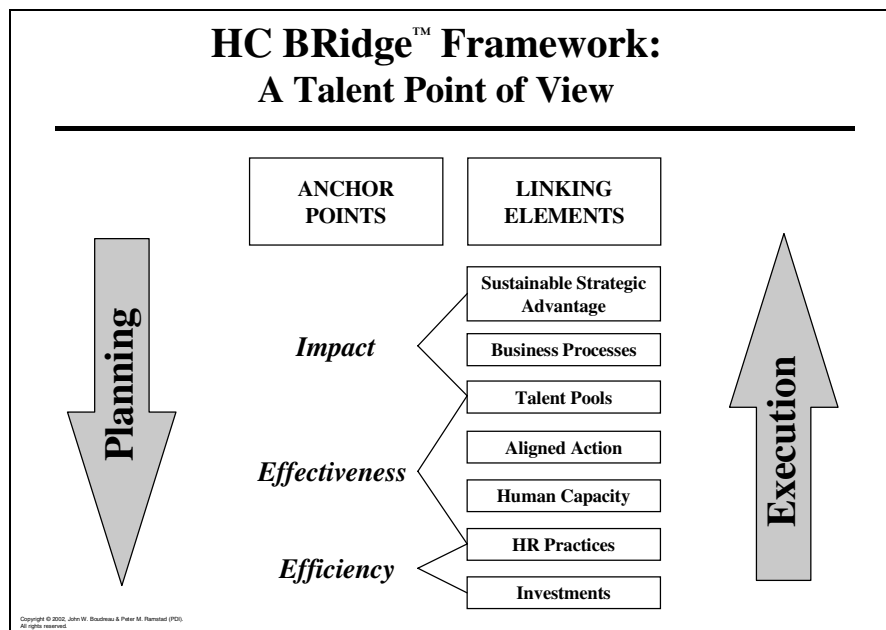 HC BRidge™ Framework:
A Talent Point of View
ANCHOR
POINTS
LINKING
ELEMENTS
Planning
Impact
Effectiveness
Efficiency
Sustainable Strategic
Advantage
Business Processes
Talent Pools
Aligned Action
Human Capacity
HR Practices
Investments
Execution
Copyright © 2002, John W. Boudreau & Peter M. Ramstad (PDI).
All rights reserved.